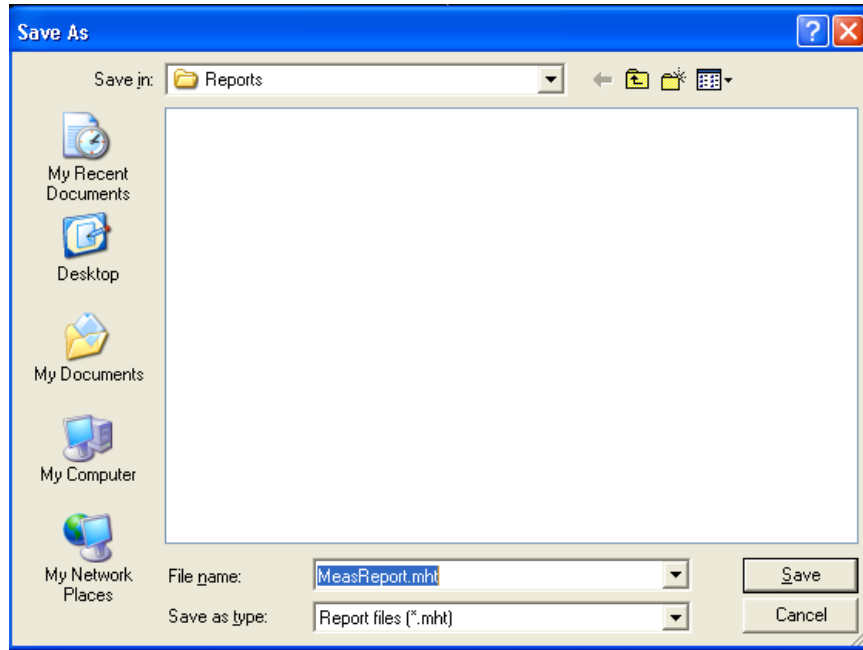 Save As
Save in:
Reports
My Recent
Documents
Desktop
My Documents
My Computer
My Network
Places
File name:
MeasReport.mht
Save
Save as type:
Report files (*.mht)
Cancel